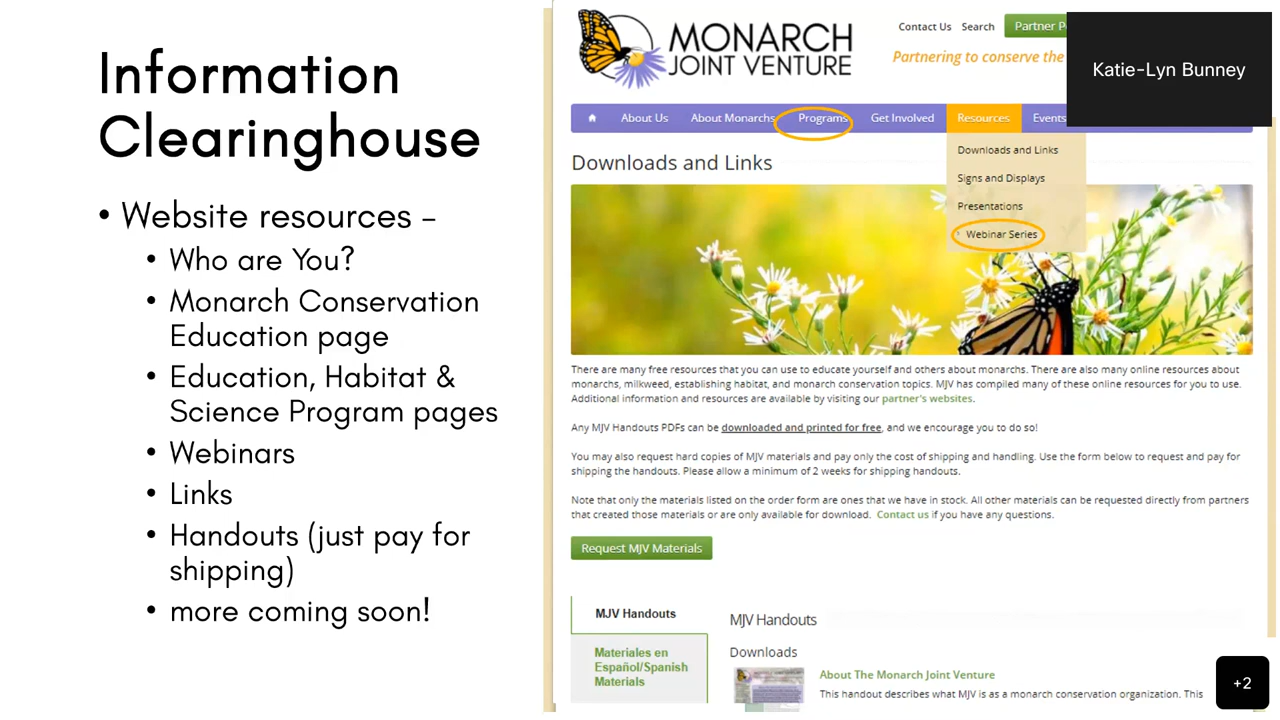 Information
Clearinghouse
• Website resources –
• Who are You?
• Monarch Conservation
Education page
• Education, Habitat &
Science Program pages
• Webinars
• Links
• Handouts (just pay for
shipping)
• more coming soon!
MONARCH
JOINT VENTURE
Contact Us Search Partner
Partnering to conserve the
Katie-Lyn Bunney
About Us About Monarchs Programs Get Involved Resources Events
Downloads and Links
Signs and Displays
Presentations
Webinar Series
Downloads and Links
There are many free resources that you can use to educate yourself and others about monarchs. There are also many online resources about
monarchs, milkweed, establishing habitat, and monarch conservation topics. MJV has compiled many of these online resources for you to use.
Additional information and resources are available by visiting our partner's websites.
Any MJV Handouts PDFs can be downloaded and printed for free, and we encourage you to do so!
You may also request hard copies of MJV materials and pay only the cost of shipping and handling. Use the form below to request and pay for
shipping the handouts. Please allow a minimum of 2 weeks for shipping handouts.
Note that only the materials listed on the order form are ones that we have in stock. All other materials can be requested directly from partners
that created those materials or are only available for download. Contact us if you have any questions.
Request MJV Materials
MJV Handouts
Materiales en
Español/Spanish
Materials
MJV Handouts
Downloads
About The Monarch Joint Venture
This handout describes what MJV is as a monarch conservation organization. This
+2